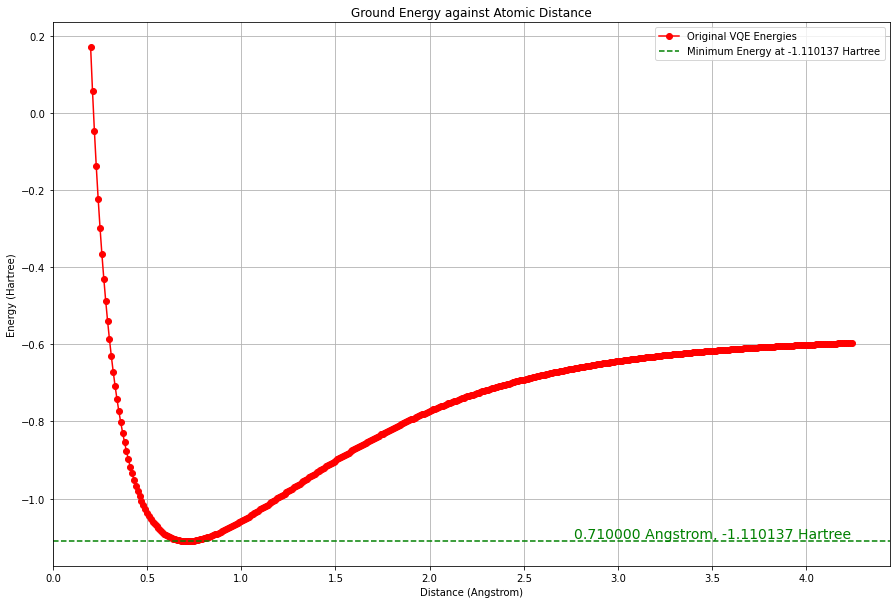 Ground Energy against Atomic Distance
Original VQE Energies
Minimum Energy at -1.110137 Hartree
0.2
0.0
−0.2
−0.4
−0.6
−0.8
−1.0
Energy (Hartree)
0.710000 Angstrom, -1.110137 Hartree
0.0 0.5 1.0 1.5 2.0 2.5 3.0 3.5 4.0
Distance (Angstrom)